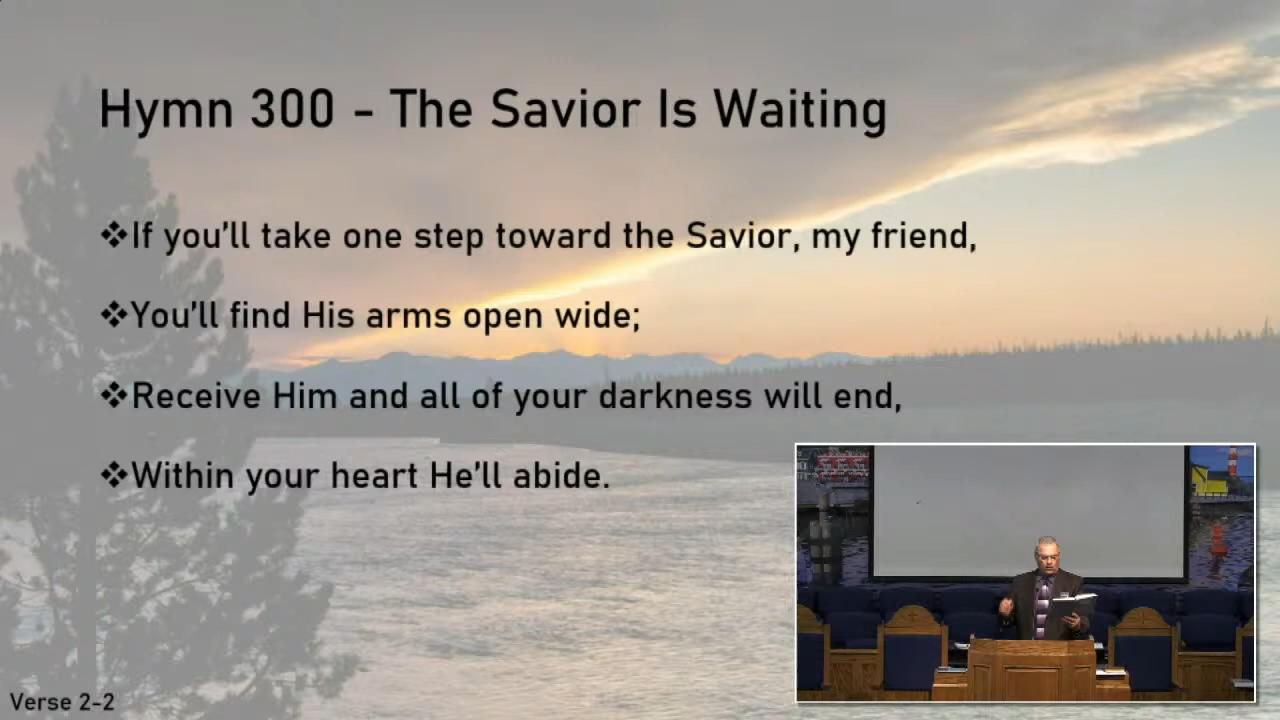 Hymn 300 - The Savior Is Waiting
❖If you'll take one step toward the Savior, my friend,
❖You'll find His arms open wide;
❖Receive Him and all of your darkness will end,
❖Within your heart He'll abide.
Verse 2-2